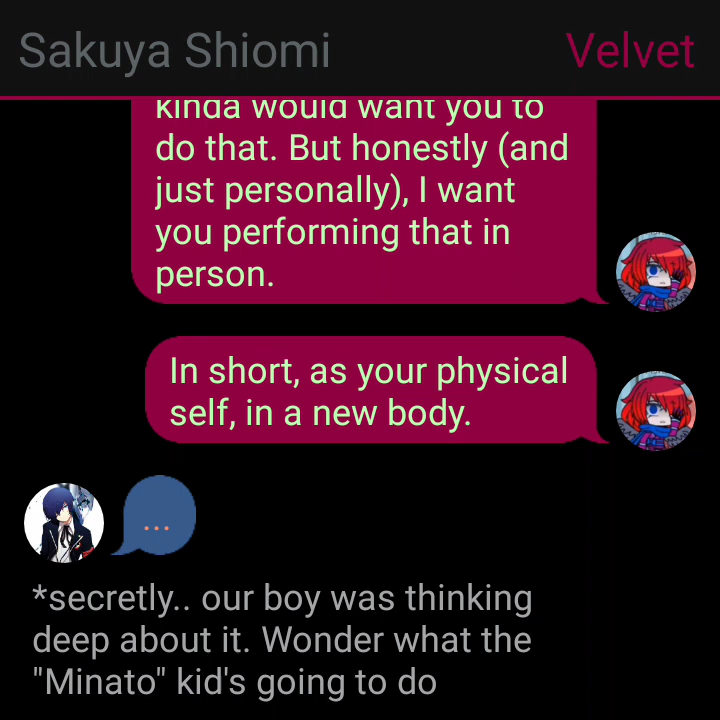 Sakuya Shiomi Velvet
kinda would want you to
do that. But honestly (and
just personally), I want
you performing that in
person.
In short, as your physical
self, in a new body.
...
*secretly.. our boy was thinking
deep about it. Wonder what the
"Minato" kid's going to do